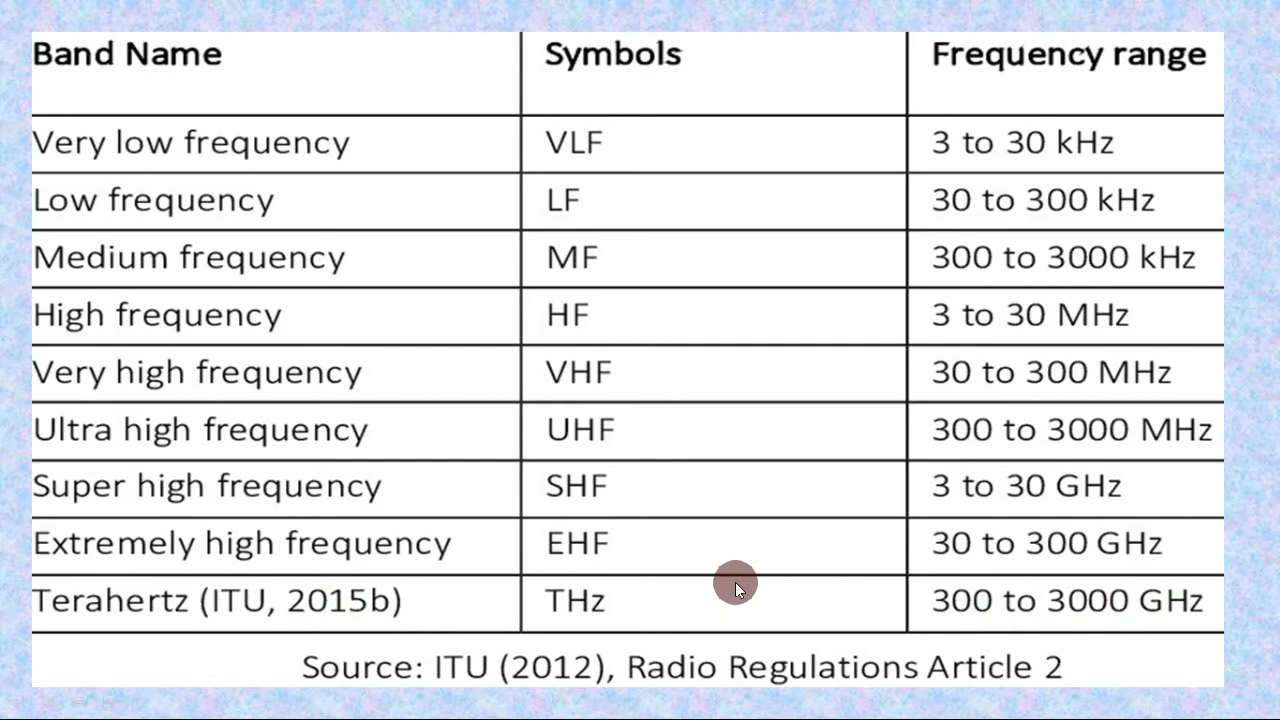 Band Name Symbols Frequency range
Very low frequency VLF 3 to 30 kHz
Low frequency LF 30 to 300 kHz
Medium frequency MF 300 to 3000 kHz
High frequency HF 3 to 30 MHz
Very high frequency VHF 30 to 300 MHz
Ultra high frequency UHF 300 to 3000 MHz
Super high frequency SHF 3 to 30 GHz
Extremely high frequency EHF 30 to 300 GHz
Terahertz (ITU, 2015b) THz 300 to 3000 GHz
Source: ITU (2012), Radio Regulations Article 2